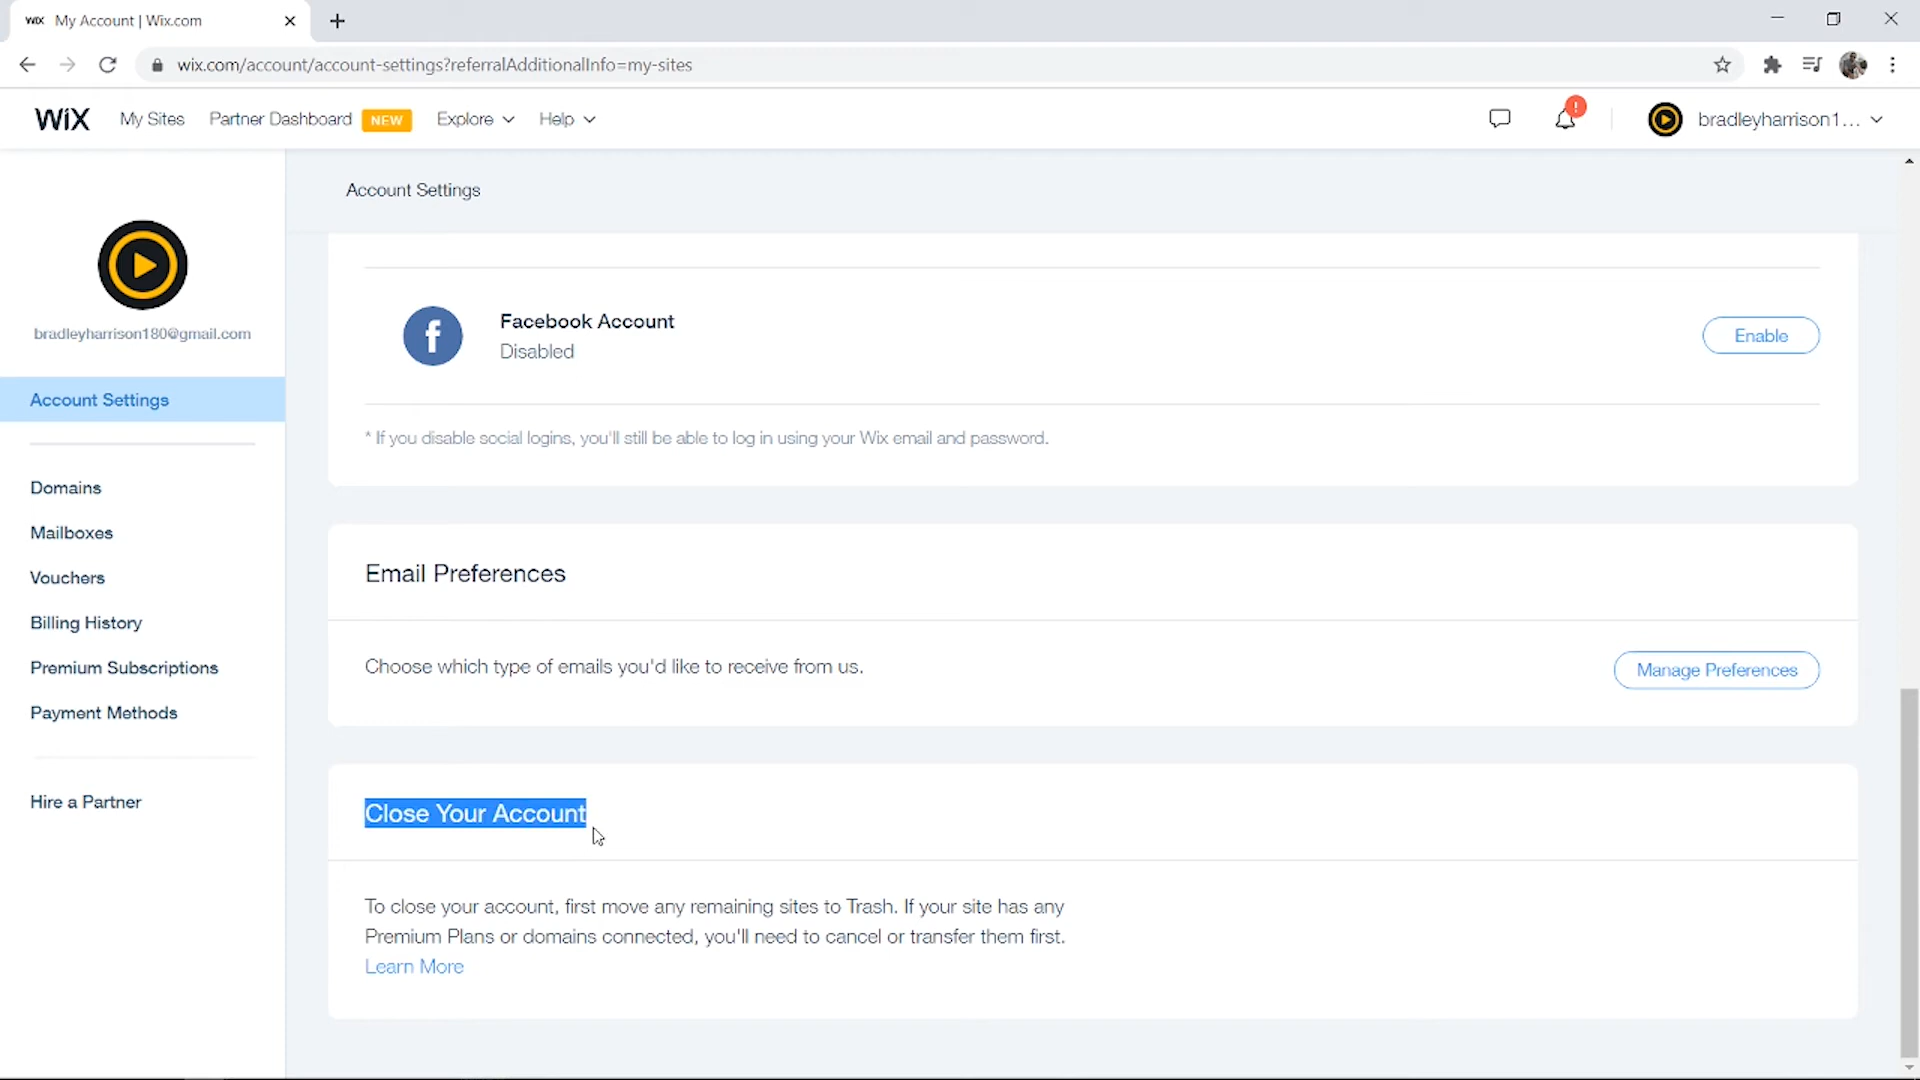 WiX My Account | Wix.com
wix.com/account/account-settings?referralAdditionalInfo=my-sites
WiX My Sites Partner Dashboard NEW Explore Help ! bradleyharrison1...
Account Settings
bradleyharrison180@gmail.com
Account Settings
Domains
Mailboxes
Vouchers
Billing History
Premium Subscriptions
Payment Methods
Hire a Partner
f Facebook Account
Disabled
Enable
* If you disable social logins, you'll still be able to log in using your Wix email and password.
Email Preferences
Choose which type of emails you'd like to receive from us.
Manage Preferences
Close Your Account
To close your account, first move any remaining sites to Trash. If your site has any
Premium Plans or domains connected, you'll need to cancel or transfer them first.
Learn More